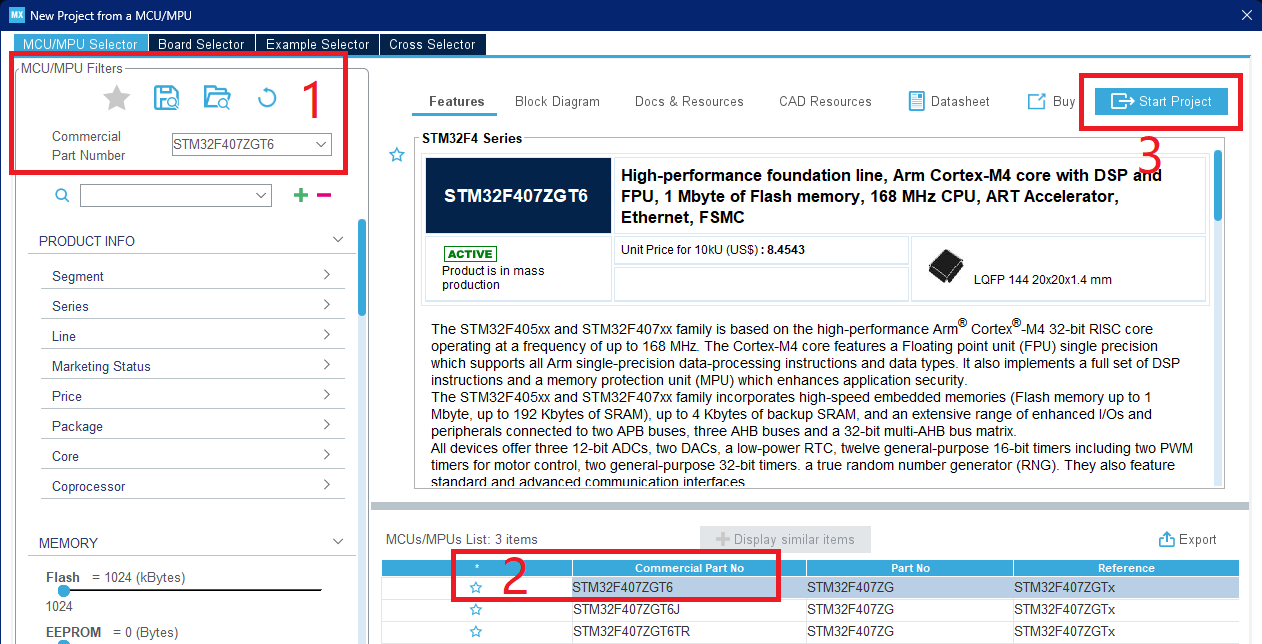 MX New Project from a MCU/MPU
MCU/MPU Selector Board Selector Example Selector Cross Selector
MCU/MPU Filters
1
Commercial
Part Number
STM32F407ZGT6
PRODUCT INFO
Segment
Series
Line
Marketing Status
Price
Package
Core
Coprocessor
MEMORY
Flash = 1024 (kBytes)
1024
EEPROM = 0 (Bytes)
Features Block Diagram Docs & Resources CAD Resources Datasheet Buy Start Project
3
STM32F4 Series
STM32F407ZGT6
High-performance foundation line, Arm Cortex-M4 core with DSP and
FPU, 1 Mbyte of Flash memory, 168 MHz CPU, ART Accelerator,
Ethernet, FSMC
ACTIVE
Product is in mass
production
Unit Price for 10kU (US$) : 8.4543
LQFP 144 20x20x1.4 mm
The STM32F405xx and STM32F407xx family is based on the high-performance Arm® Cortex®-M4 32-bit RISC core
operating at a frequency of up to 168 MHz. The Cortex-M4 core features a Floating point unit (FPU) single precision
which supports all Arm single-precision data-processing instructions and data types. It also implements a full set of DSP
instructions and a memory protection unit (MPU) which enhances application security.
The STM32F405xx and STM32F407xx family incorporates high-speed embedded memories (Flash memory up to 1
Mbyte, up to 192 Kbytes of SRAM), up to 4 Kbytes of backup SRAM, and an extensive range of enhanced I/Os and
peripherals connected to two APB buses, three AHB buses and a 32-bit multi-AHB bus matrix.
All devices offer three 12-bit ADCs, two DACs, a low-power RTC, twelve general-purpose 16-bit timers including two PWM
timers for motor control, two general-purpose 32-bit timers. a true random number generator (RNG). They also feature
standard and advanced communication interfaces
MCUs/MPUs List: 3 items
Display similar items
Export
* Commercial Part No Part No Reference
2
STM32F407ZGT6 STM32F407ZG STM32F407ZGTx
STM32F407ZGT6J STM32F407ZG STM32F407ZGTx
STM32F407ZGT6TR STM32F407ZG STM32F407ZGTx